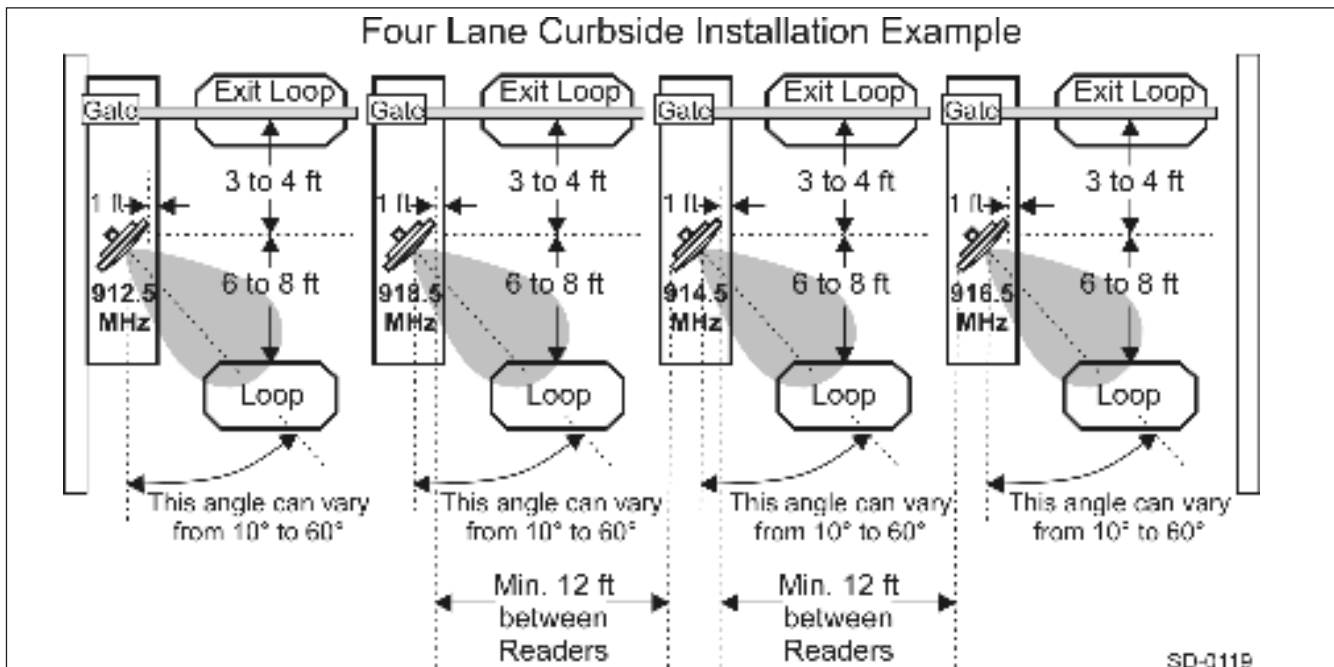 Four Lane Curbside Installation Example
Exit Loop Exit Loop Exit Loop Exit Loop
Gate Gate Gate Gate
3 to 4 ft 3 to 4 ft 3 to 4 ft 3 to 4 ft
1 ft 1 ft 1 ft 1 ft
6 to 8 ft 6 to 8 ft 6 to 8 ft 6 to 8 ft
912.5 918.5 914.5 916.5
MHz MHz MHz MHz
Loop Loop Loop Loop
This angle can vary This angle can vary This angle can vary This angle can vary
from 10° to 60° from 10° to 60° from 10° to 60° from 10° to 60°
Min. 12 ft Min. 12 ft
between between
Readers Readers
SD-0119